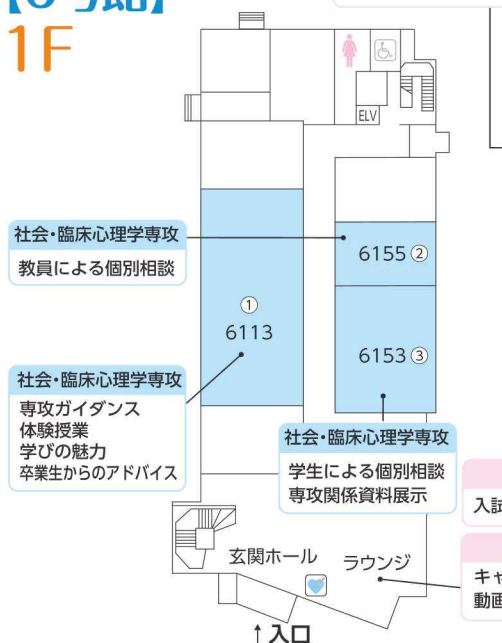 1F
ELV
社会・臨床心理学専攻
教員による個別相談
6155 ②
①
6113
6153 ③
社会・臨床心理学専攻
専攻ガイダンス
体験授業
学びの魅力
卒業生からのアドバイス
社会・臨床心理学専攻
学生による個別相談
専攻関係資料展示
入試
玄関ホール
ラウンジ
キャ
動画
↑入口